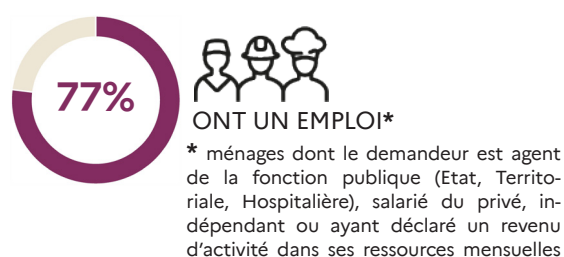 77%
ONT UN EMPLOI*
* ménages dont le demandeur est agent
de la fonction publique (Etat, Territo-
riale, Hospitalière), salarié du privé, in-
dépendant ou ayant déclaré un revenu
d'activité dans ses ressources mensuelles